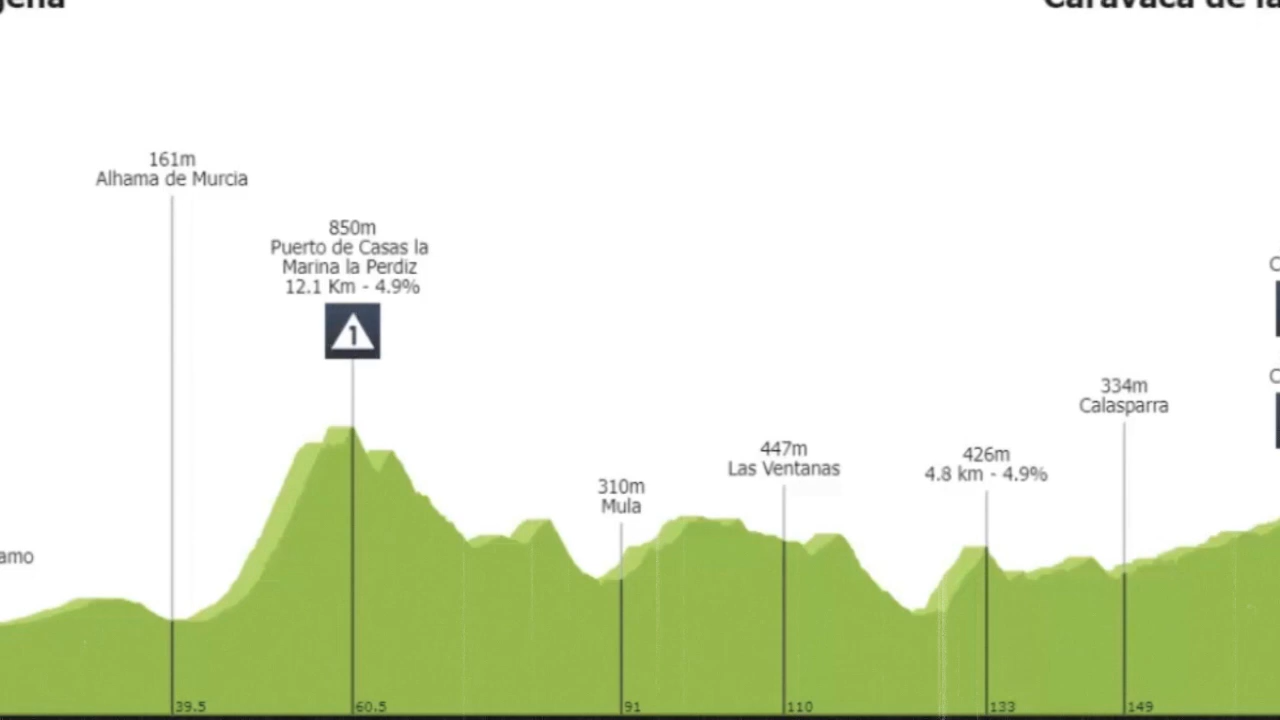 161m
Alhama de Murcia
850m
Puerto de Casas la
Marina la Perdiz
12.1 Km - 4.9%
1
310m
Mula
447m
Las Ventanas
426m
4.8 km - 4.9%
334m
Calasparra
39.5
60.5
91
110
133
149